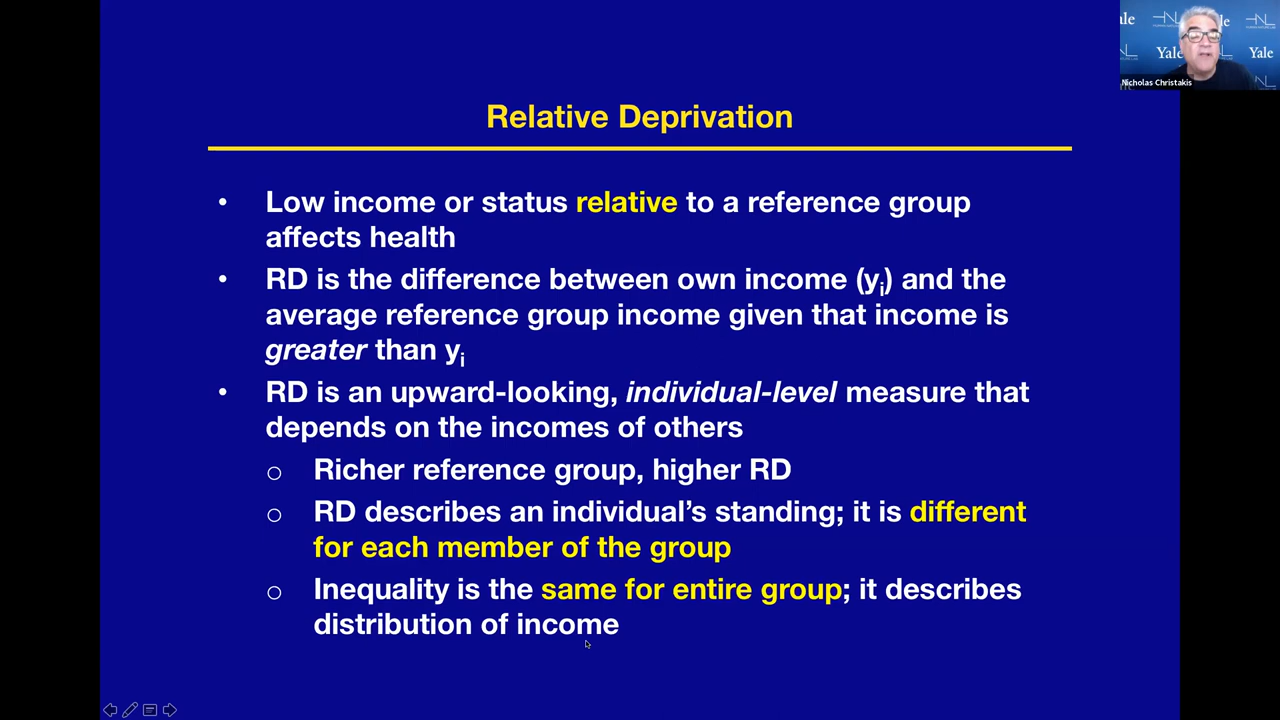 Relative Deprivation
• Low income or status relative to a reference group
affects health
• RD is the difference between own income (yi) and the
average reference group income given that income is
greater than yi
• RD is an upward-looking, individual-level measure that
depends on the incomes of others
o Richer reference group, higher RD
o RD describes an individual’s standing; it is different
for each member of the group
o Inequality is the same for entire group; it describes
distribution of income
Yale
Yale
Yale
Nicholas Christakis